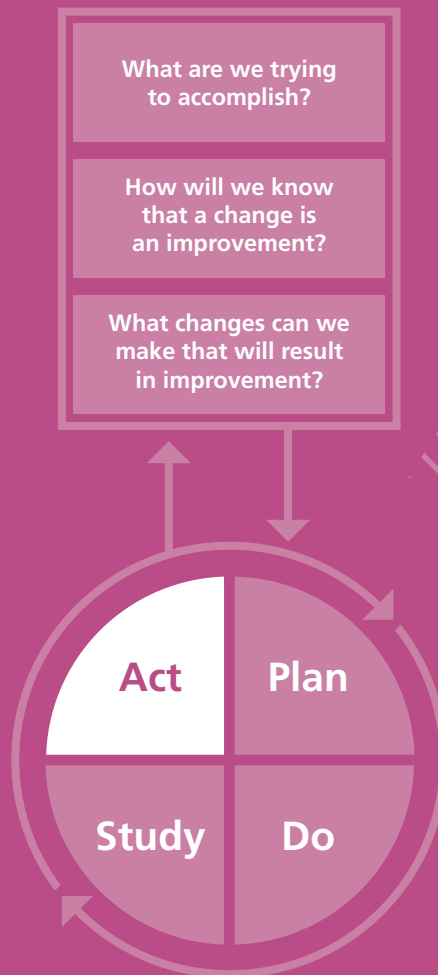 What are we trying
to accomplish?
How will we know
that a change is
an improvement?
What changes can we
make that will result
in improvement?
Act
Plan
Study
Do